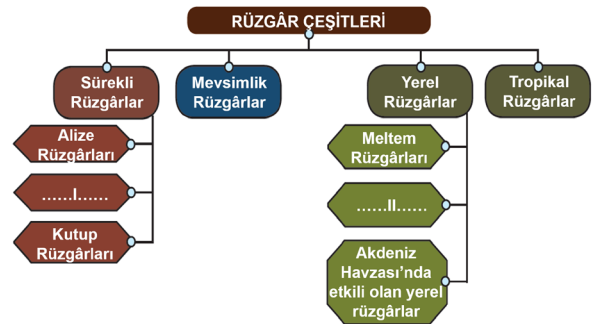 RÜZGÂR ÇEŞİTLERİ
Sürekli
Rüzgârlar
Mevsimlik
Rüzgârlar
Yerel
Rüzgârlar
Tropikal
Rüzgârlar
Alize
Rüzgârları
......I......
Kutup
Rüzgârları
Meltem
Rüzgârları
......II......
Akdeniz
Havzası'nda
etkili olan yerel
rüzgârlar